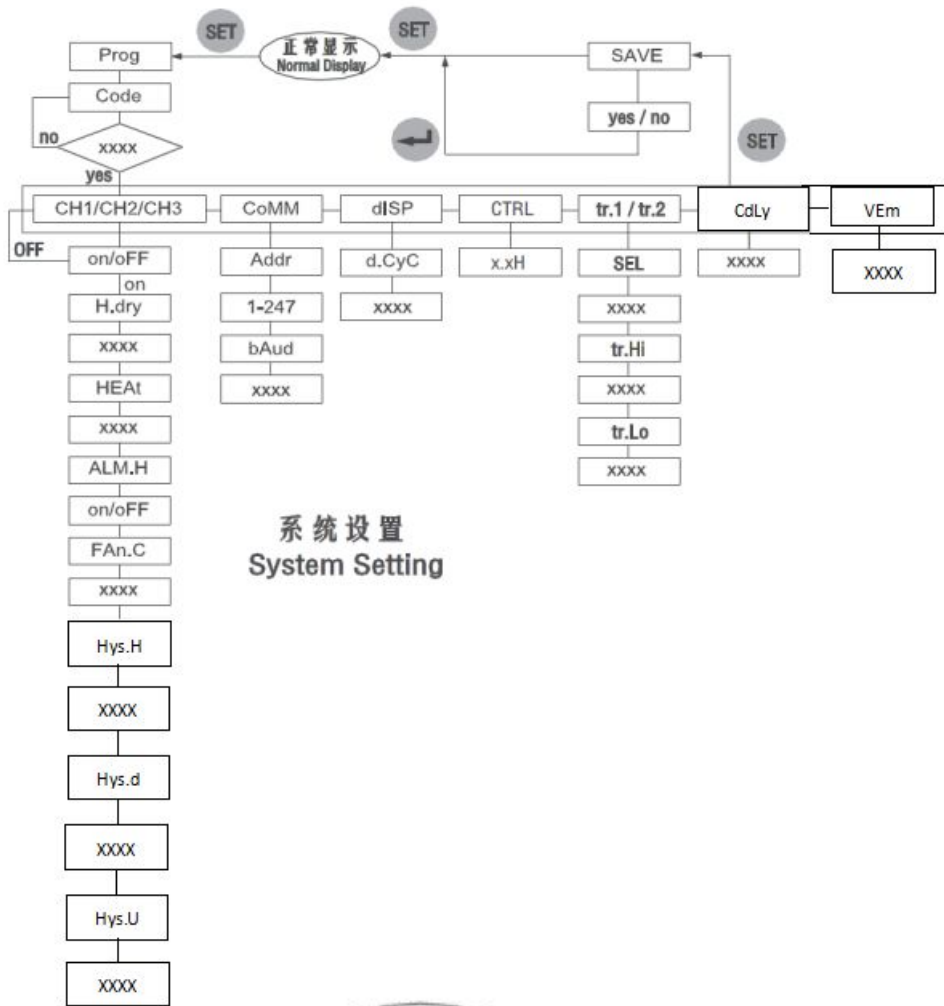 SET
正常显示
Normal Display
SET
Prog
SAVE
Code
yes / no
no
xxxx
SET
yes
CH1/CH2/CH3
CoMM
dISP
CTRL
tr.1 / tr.2
CdLy
VEm
OFF
on/oFF
Addr
d.CyC
x.xH
SEL
xxxx
XXXX
on
H.dry
1-247
xxxx
xxxx
xxxx
bAud
tr.Hi
HEAt
xxxx
xxxx
xxxx
tr.Lo
ALM.H
xxxx
on/oFF
FAn.C
xxxx
系统设置
System Setting
Hys.H
XXXX
Hys.d
XXXX
Hys.U
XXXX